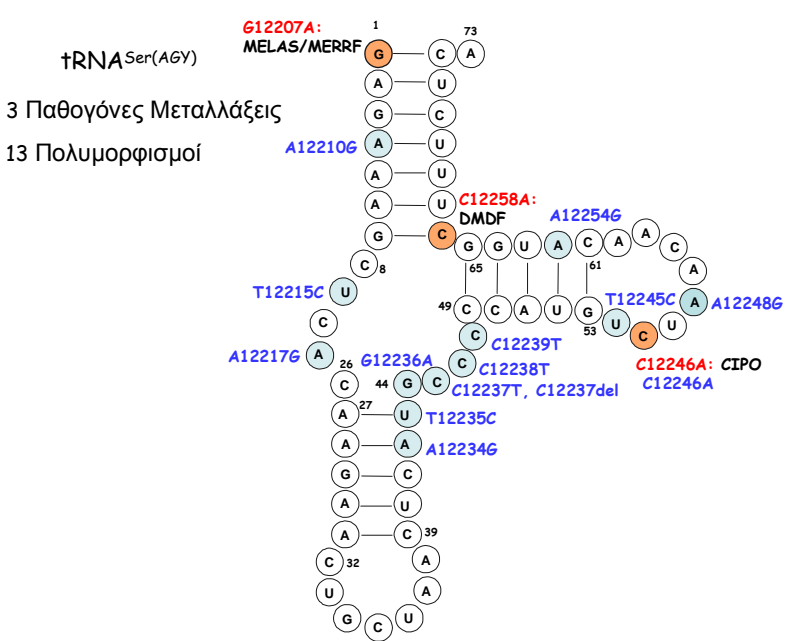 G12207A:
MELAS/MERRF
tRNA Ser(AGY)
3 Παθογόνες Μεταλλάξεις
13 Πολυμορφισμοί
1
73
G C A
A U
G C
A12210G
A U
A U
A U
G C
C12258A:
DMDF
8
C
T12215C
U
C
A12217G
A
A12254G
G G U A C A A C A
65
61
A
A12248G
T12245C
49
C C A U G U C U
53
C12246A: CIPO
C12246A
C
C12239T
C
C12238T
G12236A
44
G C
C12237T, C12237del
26
C
27
A U
T12235C
A A
A12234G
G C
A U
A C
39
32
C A
U A
G C U